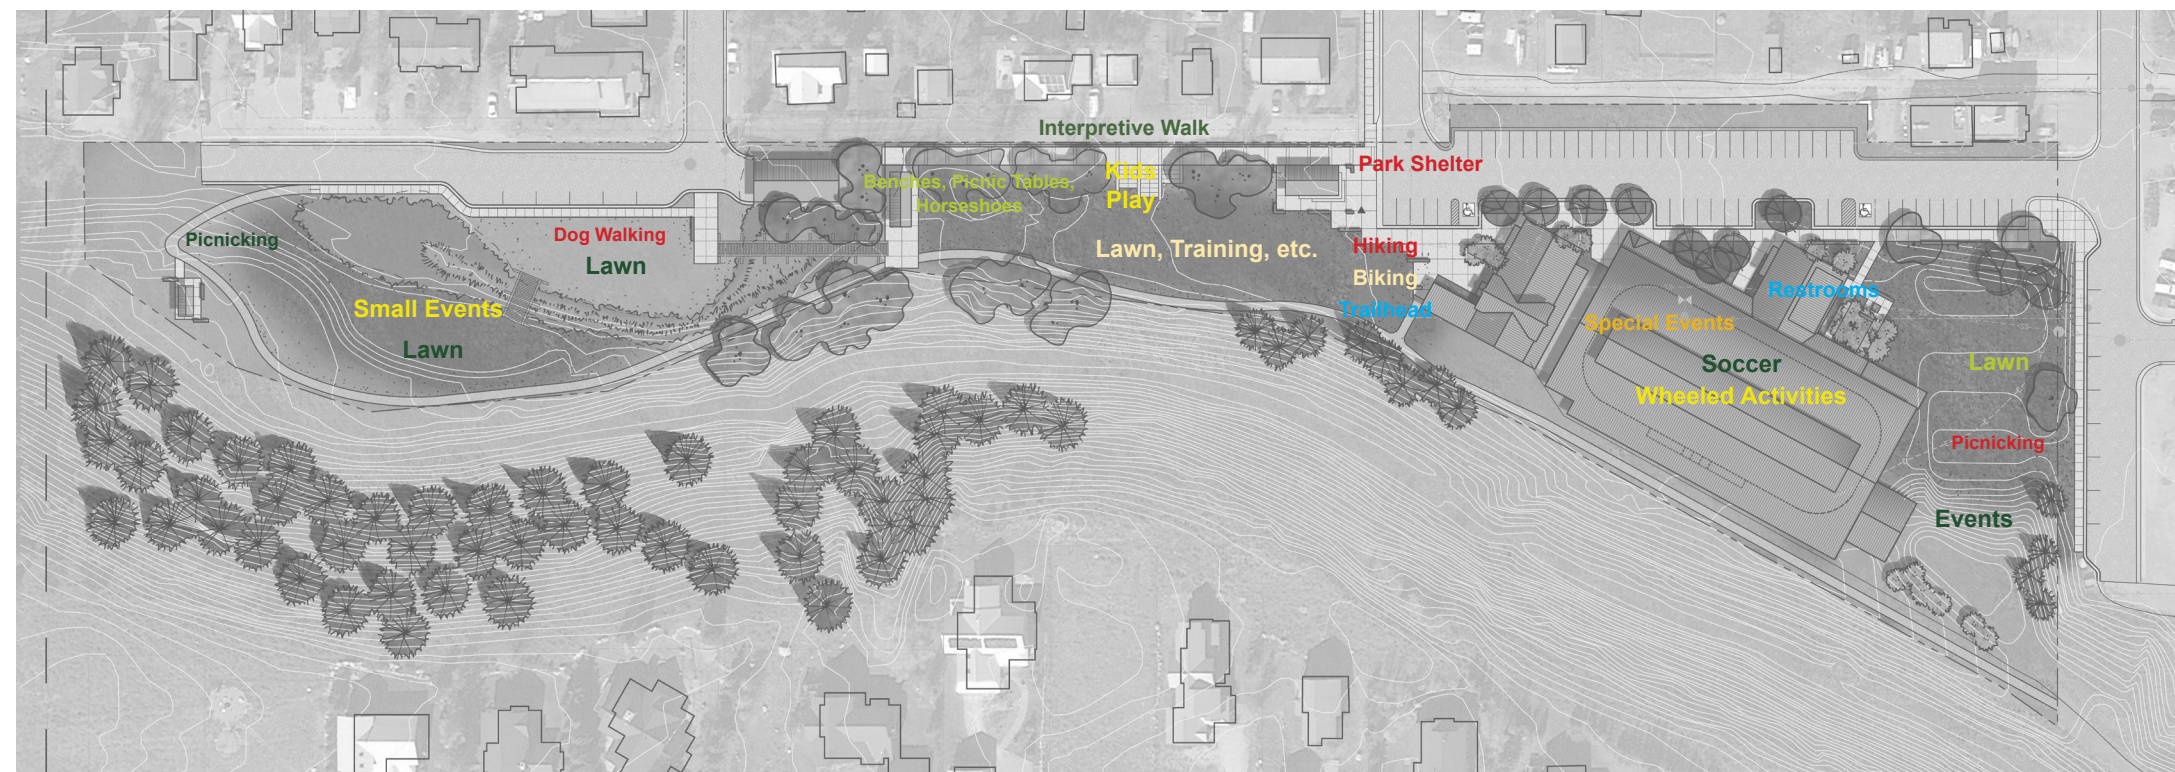 Interpretive Walk
Park Shelter
Kids
Play
Benches, Picnic Tables,
Horseshoes
Picnicking
Dog Walking
Lawn
Lawn, Training, etc.
Hiking
Biking
Trailhead
Restrooms
Small Events
Lawn
Special Events
Soccer
Wheeled Activities
Lawn
Picnicking
Events